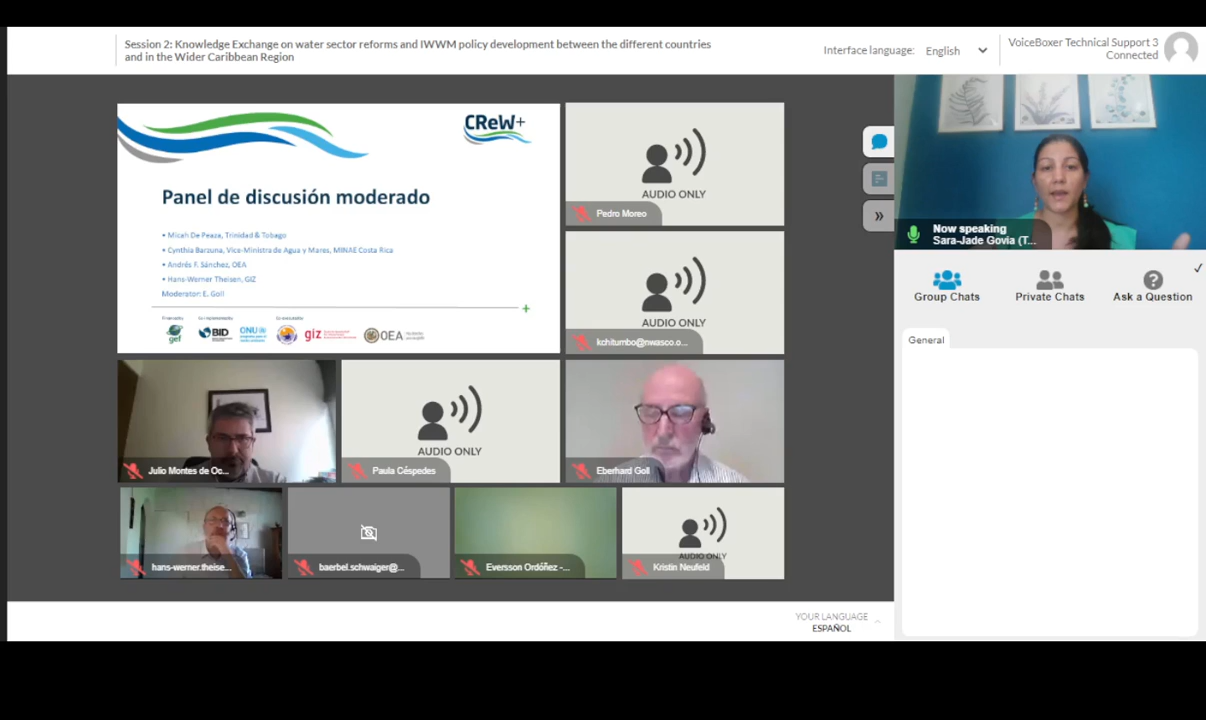 Session 2: Knowledge Exchange on water sector reforms and IWWM policy development between the different countries
and in the Wider Caribbean Region
Interface language: English
VoiceBoxer Technical Support 3
Connected
CReW+
Panel de discusión moderado
• Micah De Peaza, Trinidad & Tobago
• Cynthia Barzuna, Vice-Ministra de Agua y Mares, MINAE Costa Rica
• Andrés F. Sánchez, OEA
• Hans-Werner Theisen, GIZ
Moderator: E. Goll
gef
BID
ONU
giz
OEA
AUDIO ONLY
Pedro Moreo
AUDIO ONLY
kchitumbo@nwasco.o...
Now speaking
Sara-Jade Govia (T...
Group Chats
Private Chats
Ask a Question
General
Julio Montes de Oc...
AUDIO ONLY
Paula Céspedes
Eberhard Goll
hans-werner.theise...
baerbel.schwaiger@...
Eversson Ordóñez -...
AUDIO ONLY
Kristin Neufeld
YOUR LANGUAGE
ESPAÑOL